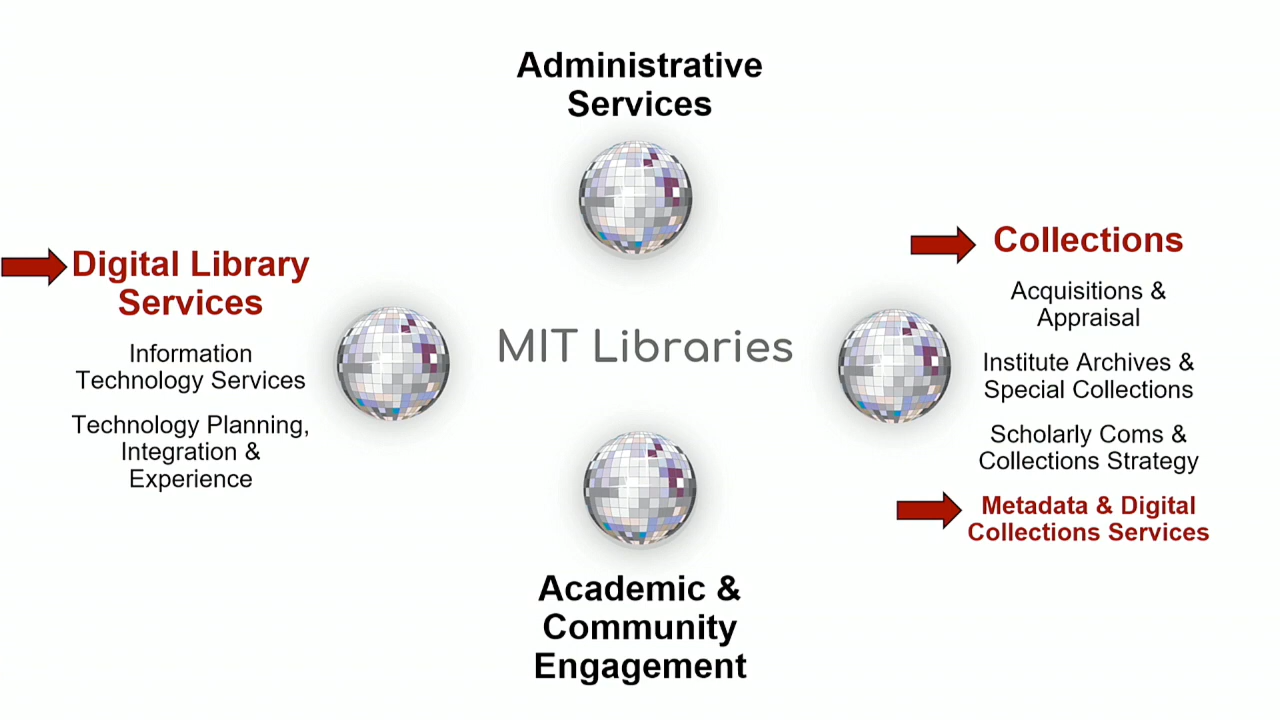 Administrative
Services
Digital Library
Services
Information
Technology Services
Technology Planning,
Integration &
Experience
MIT Libraries
Collections
Acquisitions &
Appraisal
Institute Archives &
Special Collections
Scholarly Coms &
Collections Strategy
Metadata & Digital
Collections Services
Academic &
Community
Engagement